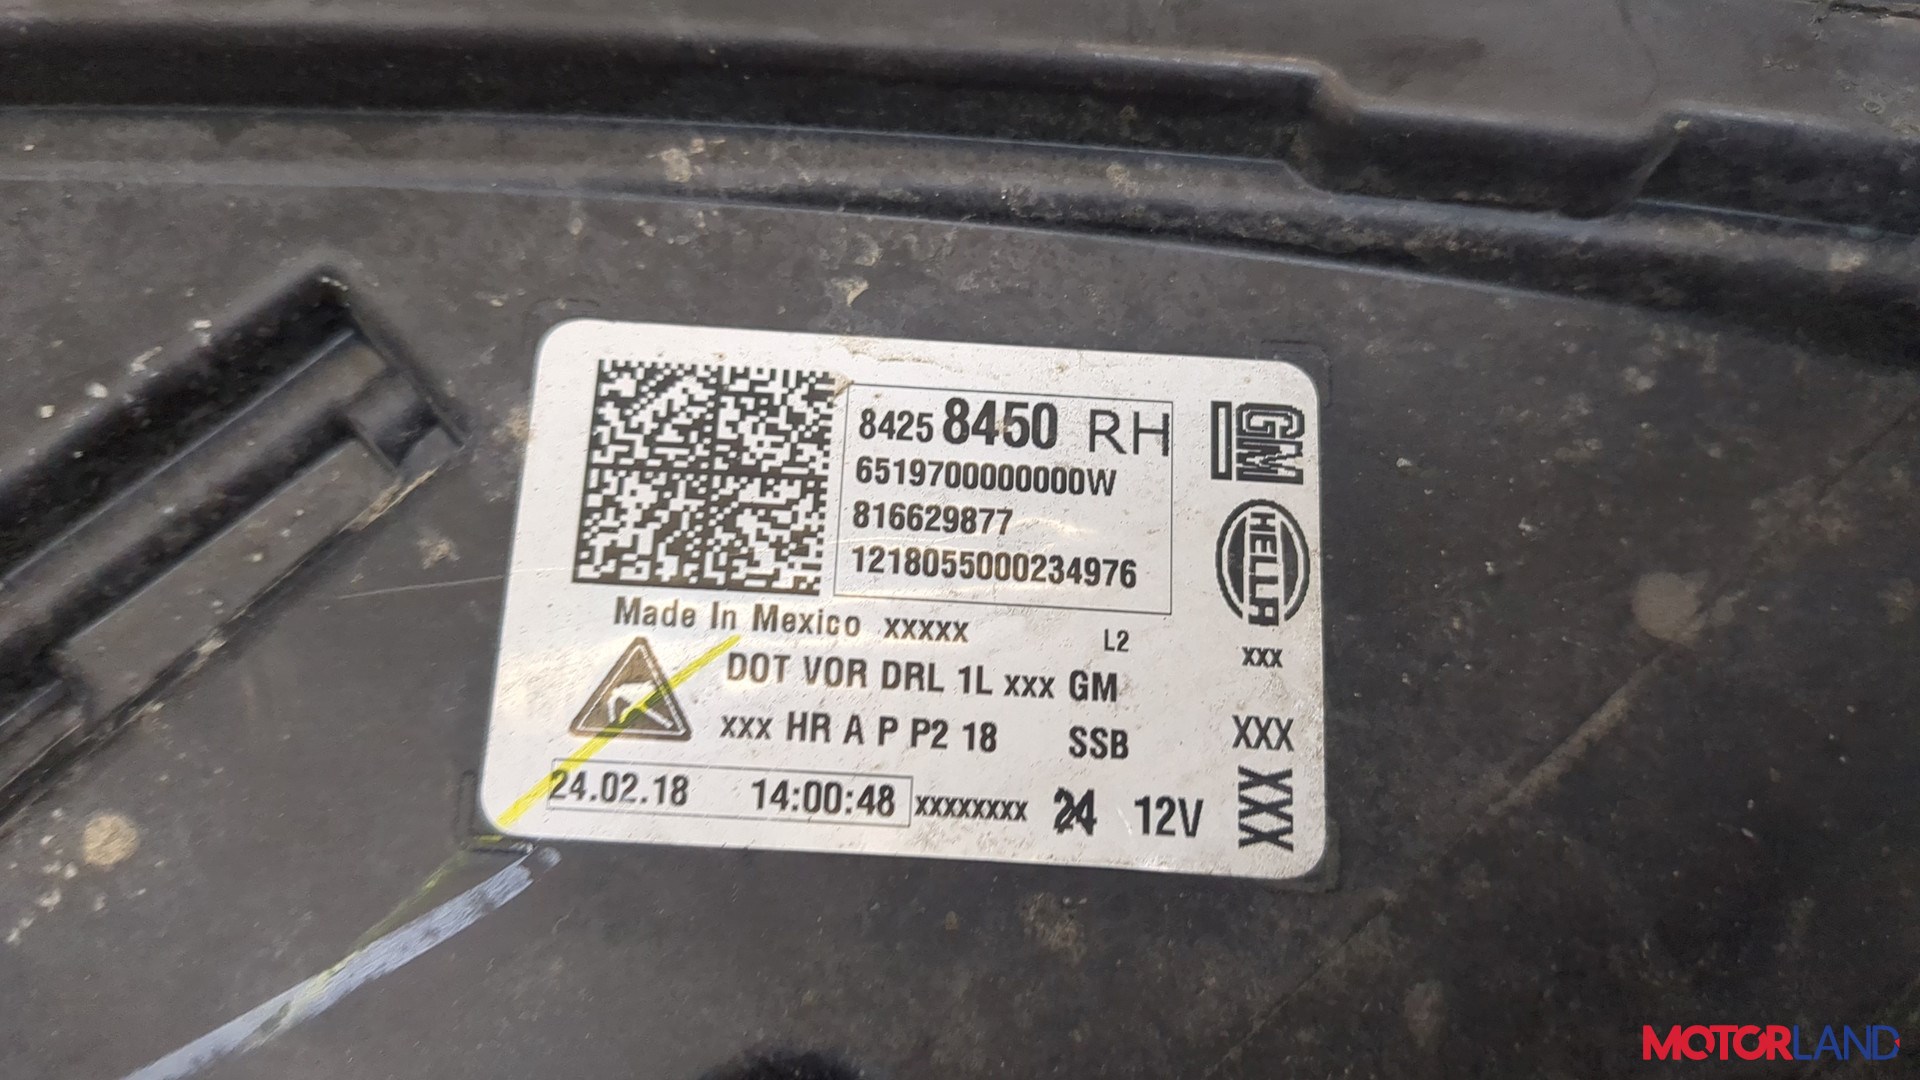 8425 8450 RH
6519700000000W
816629877
1218055000234976
GM
HELLA
Made In Mexico xxxxx
L2
xxx
DOT VOR DRL 1L xxx GM
xxx HR A P P2 18 SSB
XXX
24.02.18 14:00:48 xxxxxxxx 24 12V
XXX
MOTORLAND